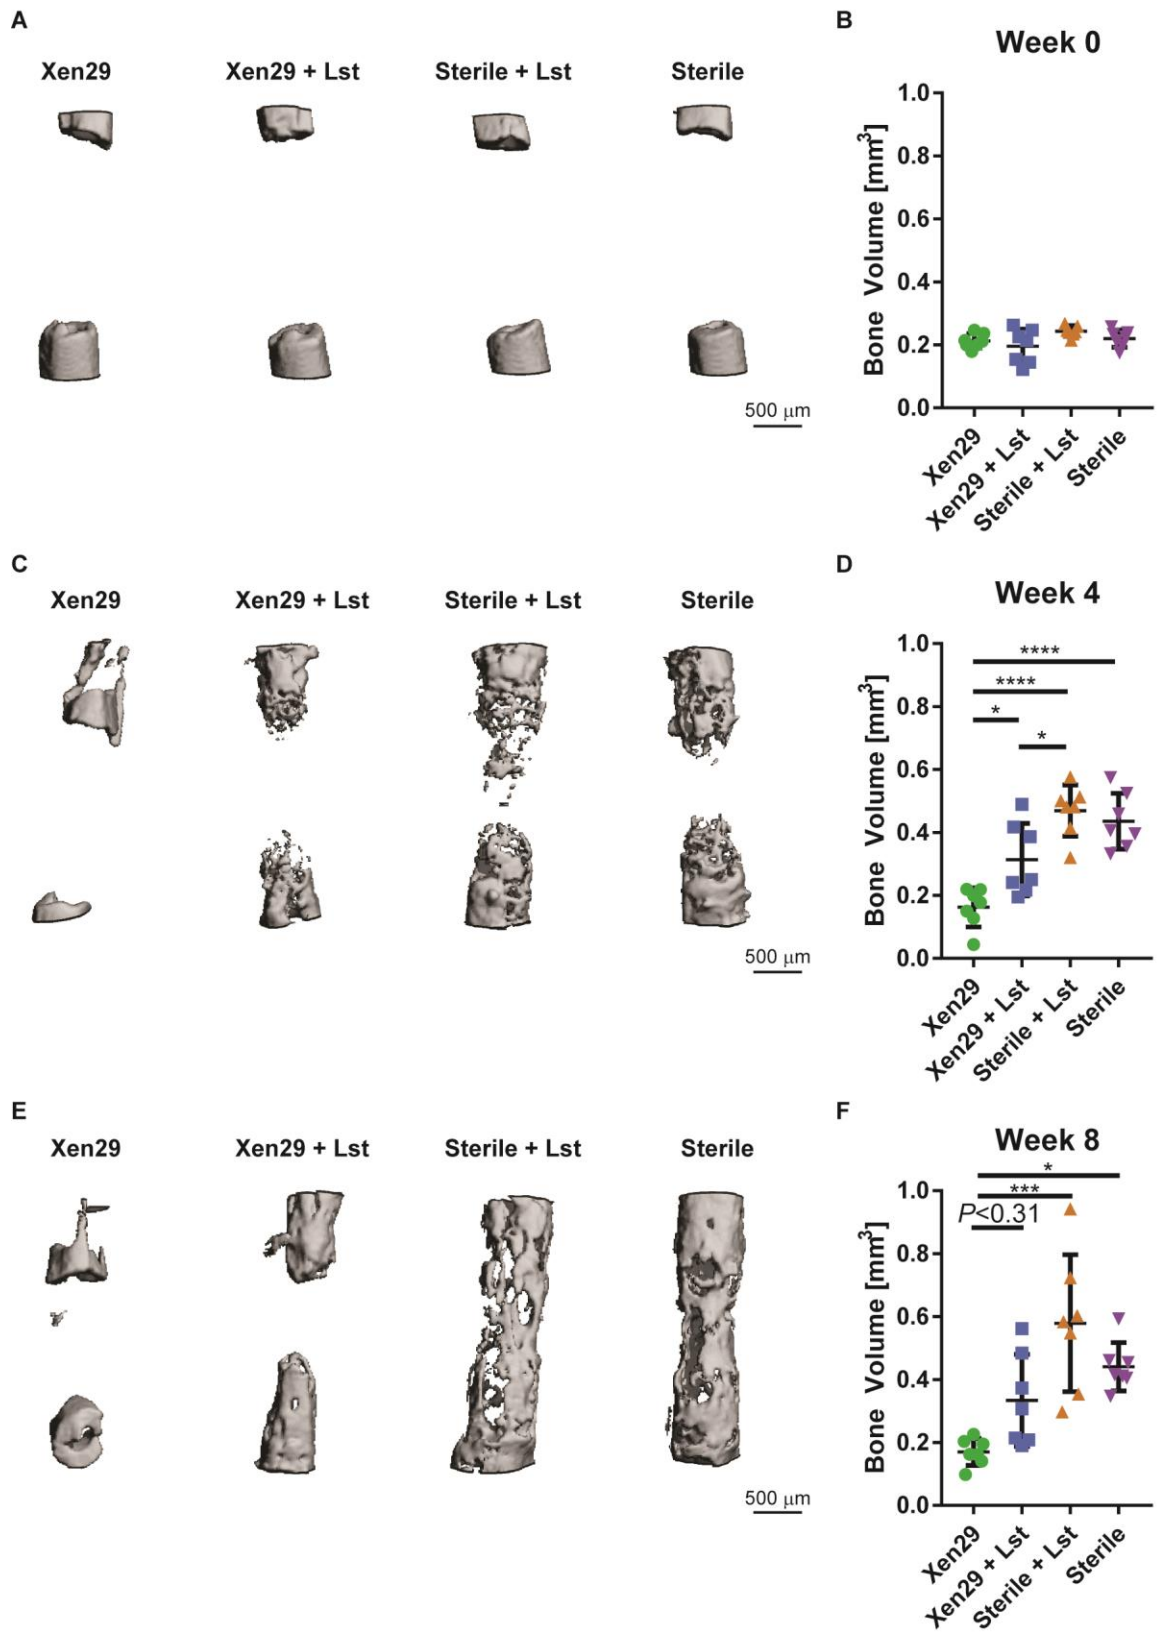 A
Xen29 Xen29 + Lst Sterile + Lst Sterile
500 μm
B
Week 0
Bone Volume [mm³]
1.0
0.8
0.6
0.4
0.2
0.0
Xen29
Xen29 + Lst
Sterile + Lst
Sterile
C
Xen29 Xen29 + Lst Sterile + Lst Sterile
500 μm
D
Week 4
Bone Volume [mm³]
1.0
0.8
0.6
0.4
0.2
0.0
****
****
*
*
Xen29
Xen29 + Lst
Sterile + Lst
Sterile
E
Xen29 Xen29 + Lst Sterile + Lst Sterile
500 μm
F
Week 8
Bone Volume [mm³]
1.0
0.8
0.6
0.4
0.2
0.0
*
***
P<0.31
Xen29
Xen29 + Lst
Sterile + Lst
Sterile